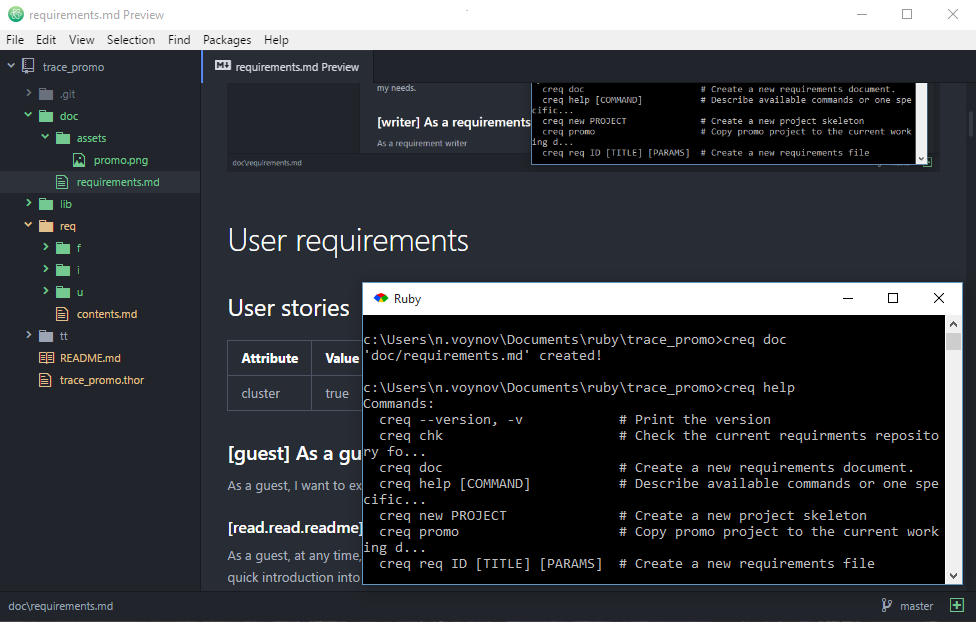 requirements.md Preview
File Edit View Selection Find Packages Help
trace_promo
.git
doc
assets
promo.png
requirements.md
lib
req
f
i
u
contents.md
tt
README.md
trace_promo.thor
requirements.md Preview
my needs.
[writer] As a requirements
As a requirement writer
doc\requirements.md
creq doc # Create a new requirements document.
creq help [COMMAND] # Describe available commands or one spe
cific...
creq new PROJECT # Create a new project skeleton
creq promo # Copy promo project to the current work
ing d...
creq req ID [TITLE] [PARAMS] # Create a new requirements file
User requirements
User stories
Attribute Value
cluster true
[guest] As a gu
As a guest, I want to ex
[read.read.readme]
As a guest, at any time,
quick introduction into
Ruby
c:\Users\n.voynov\Documents\ruby\trace_promo>creq doc
'doc/requirements.md' created!
c:\Users\n.voynov\Documents\ruby\trace_promo>creq help
Commands:
creq --version, -v # Print the version
creq chk # Check the current requirments reposito
ry fo...
creq doc # Create a new requirements document.
creq help [COMMAND] # Describe available commands or one spe
cific...
creq new PROJECT # Create a new project skeleton
creq promo # Copy promo project to the current work
ing d...
creq req ID [TITLE] [PARAMS] # Create a new requirements file
doc\requirements.md
master